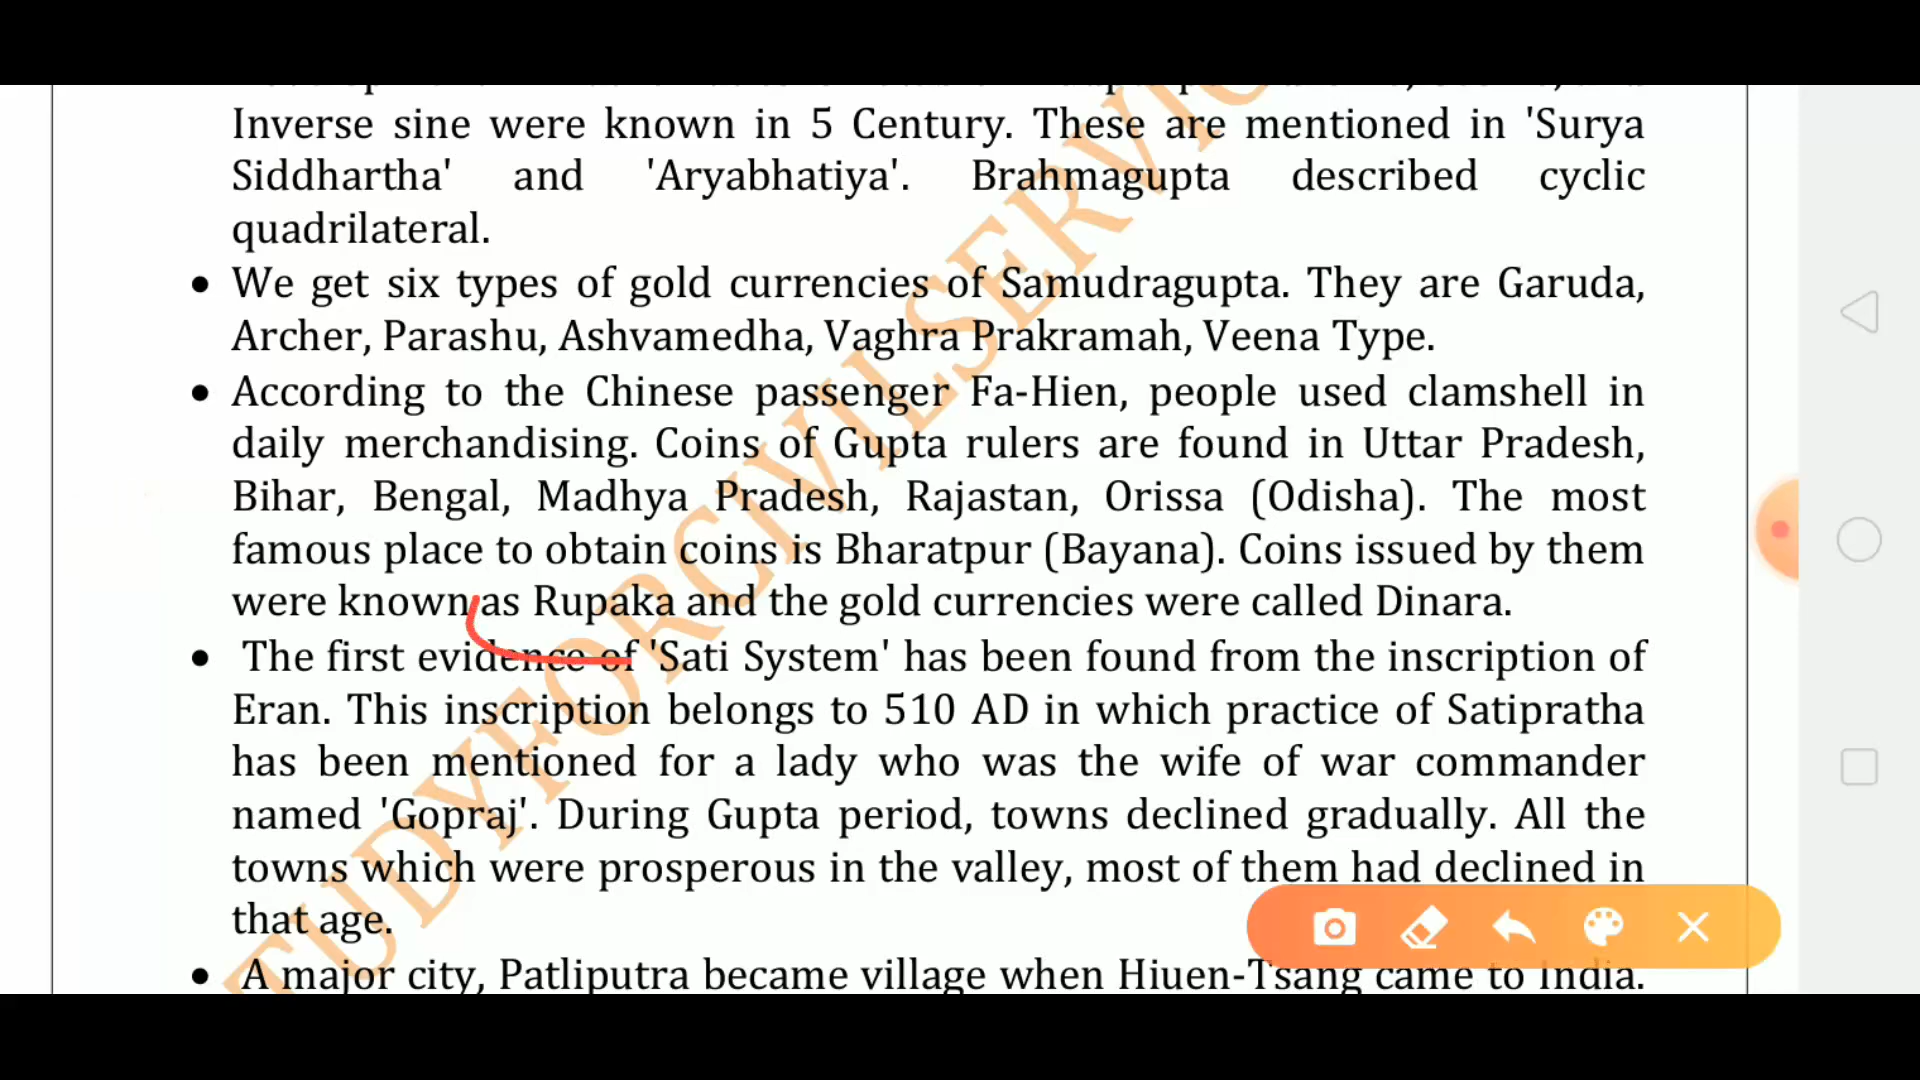 Inverse sine were known in 5 Century. These are mentioned in 'Surya
Siddhartha' and 'Aryabhatiya'. Brahmagupta described cyclic
quadrilateral.
• We get six types of gold currencies of Samudragupta. They are Garuda,
Archer, Parashu, Ashvamedha, Vaghra Prakramah, Veena Type.
• According to the Chinese passenger Fa-Hien, people used clamshell in
daily merchandising. Coins of Gupta rulers are found in Uttar Pradesh,
Bihar, Bengal, Madhya Pradesh, Rajastan, Orissa (Odisha). The most
famous place to obtain coins is Bharatpur (Bayana). Coins issued by them
were known as Rupaka and the gold currencies were called Dinara.
• The first evidence of 'Sati System' has been found from the inscription of
Eran. This inscription belongs to 510 AD in which practice of Satipratha
has been mentioned for a lady who was the wife of war commander
named 'Gopraj'. During Gupta period, towns declined gradually. All the
towns which were prosperous in the valley, most of them had declined in
that age.
• A major city, Patliputra became village when Hiuen-Tsang came to India.
TUDYFORCIVILSERVIC